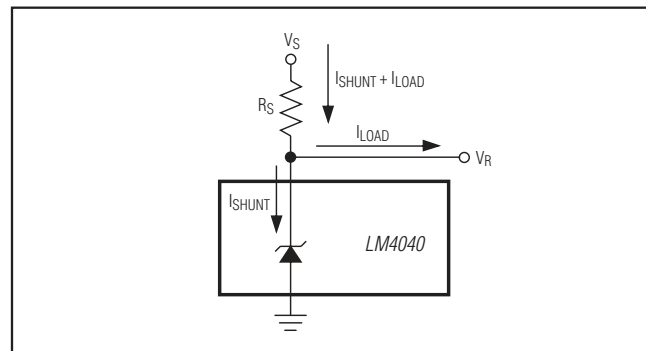 VS
ISHUNT + ILOAD
RS
ILOAD
VR
ISHUNT
LM4040